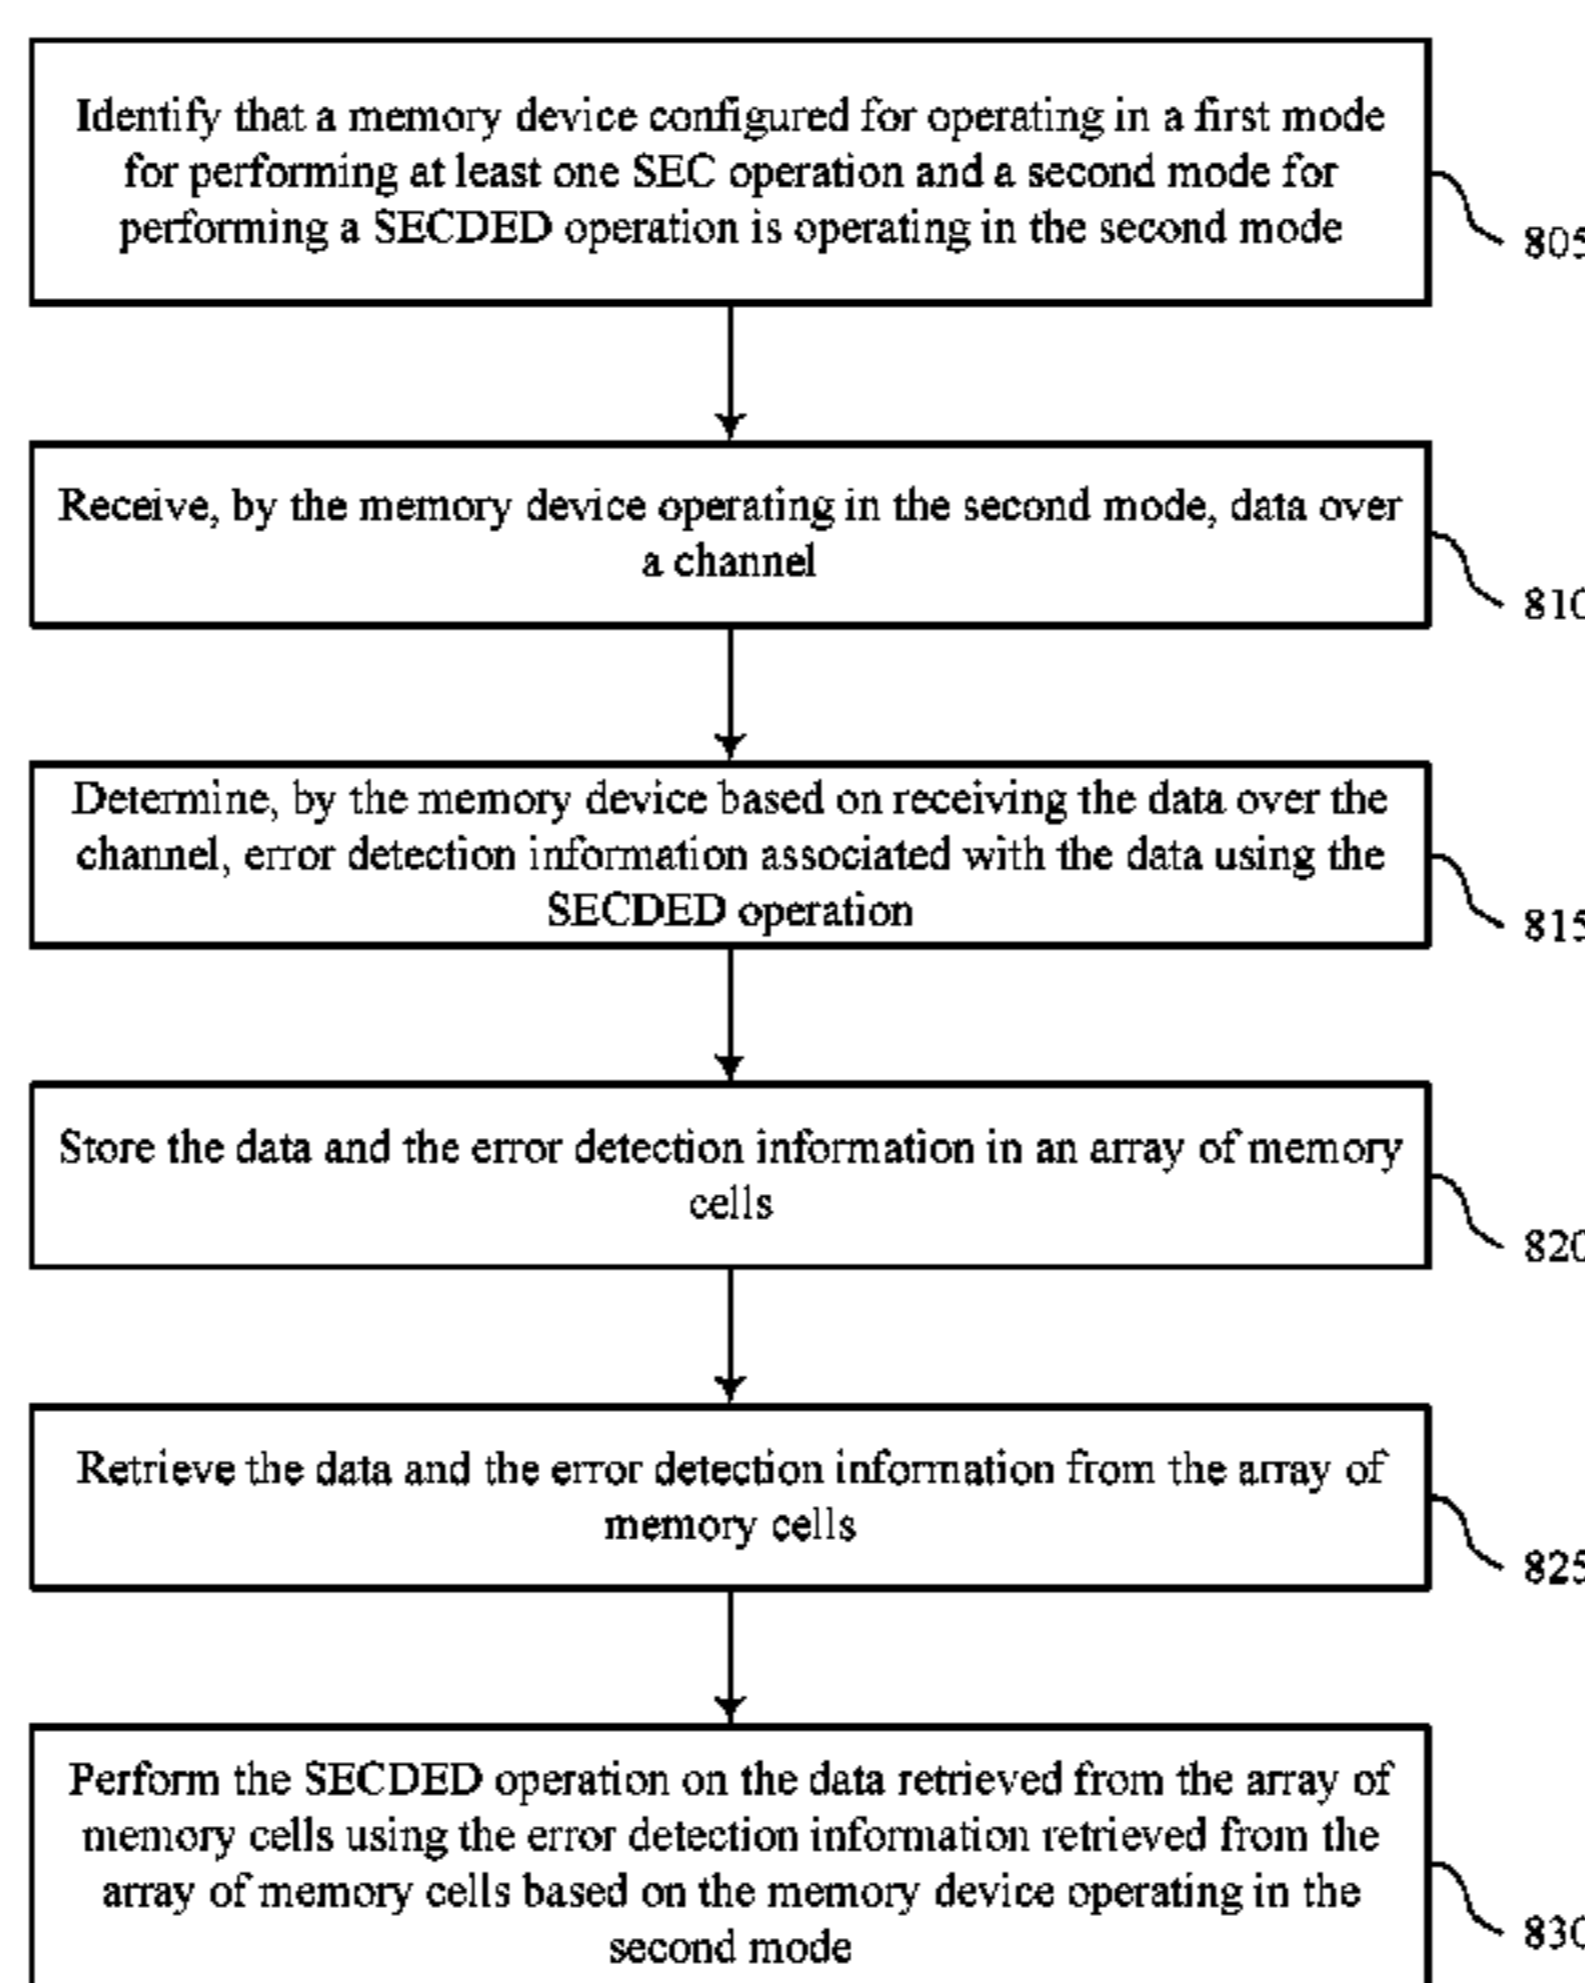 Identify that a memory device configured for operating in a first mode
for performing at least one SEC operation and a second mode for
performing a SECDED operation is operating in the second mode
805
Receive, by the memory device operating in the second mode, data over
a channel
810
Determine, by the memory device based on receiving the data over the
channel, error detection information associated with the data using the
SECDED operation
815
Store the data and the error detection information in an array of memory
cells
820
Retrieve the data and the error detection information from the array of
memory cells
825
Perform the SECDED operation on the data retrieved from the array of
memory cells using the error detection information retrieved from the
array of memory cells based on the memory device operating in the
second mode
830